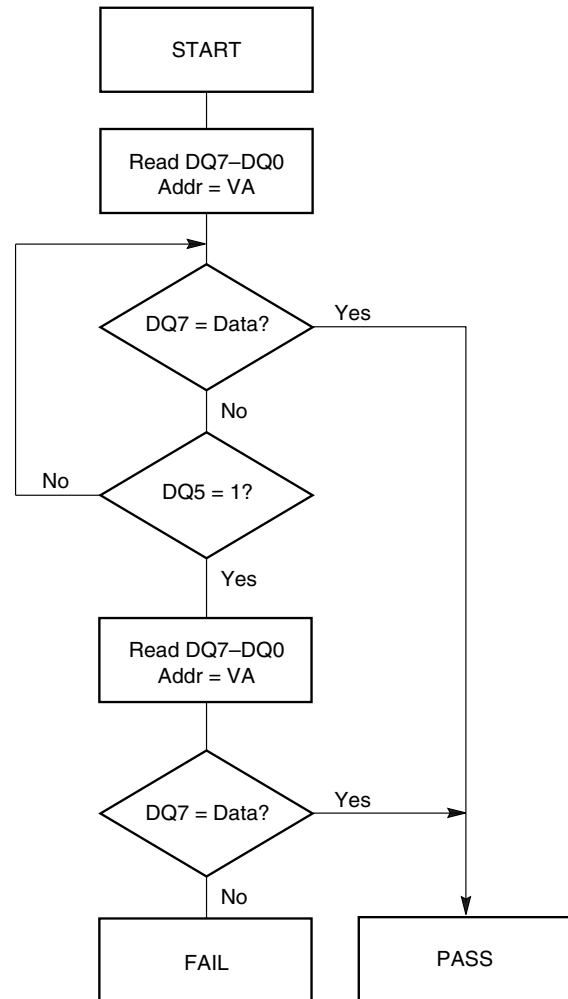 START
Read DQ7–DQ0
Addr = VA
DQ7 = Data?
Yes
No
No
DQ5 = 1?
Yes
Read DQ7–DQ0
Addr = VA
DQ7 = Data?
Yes
No
FAIL
PASS